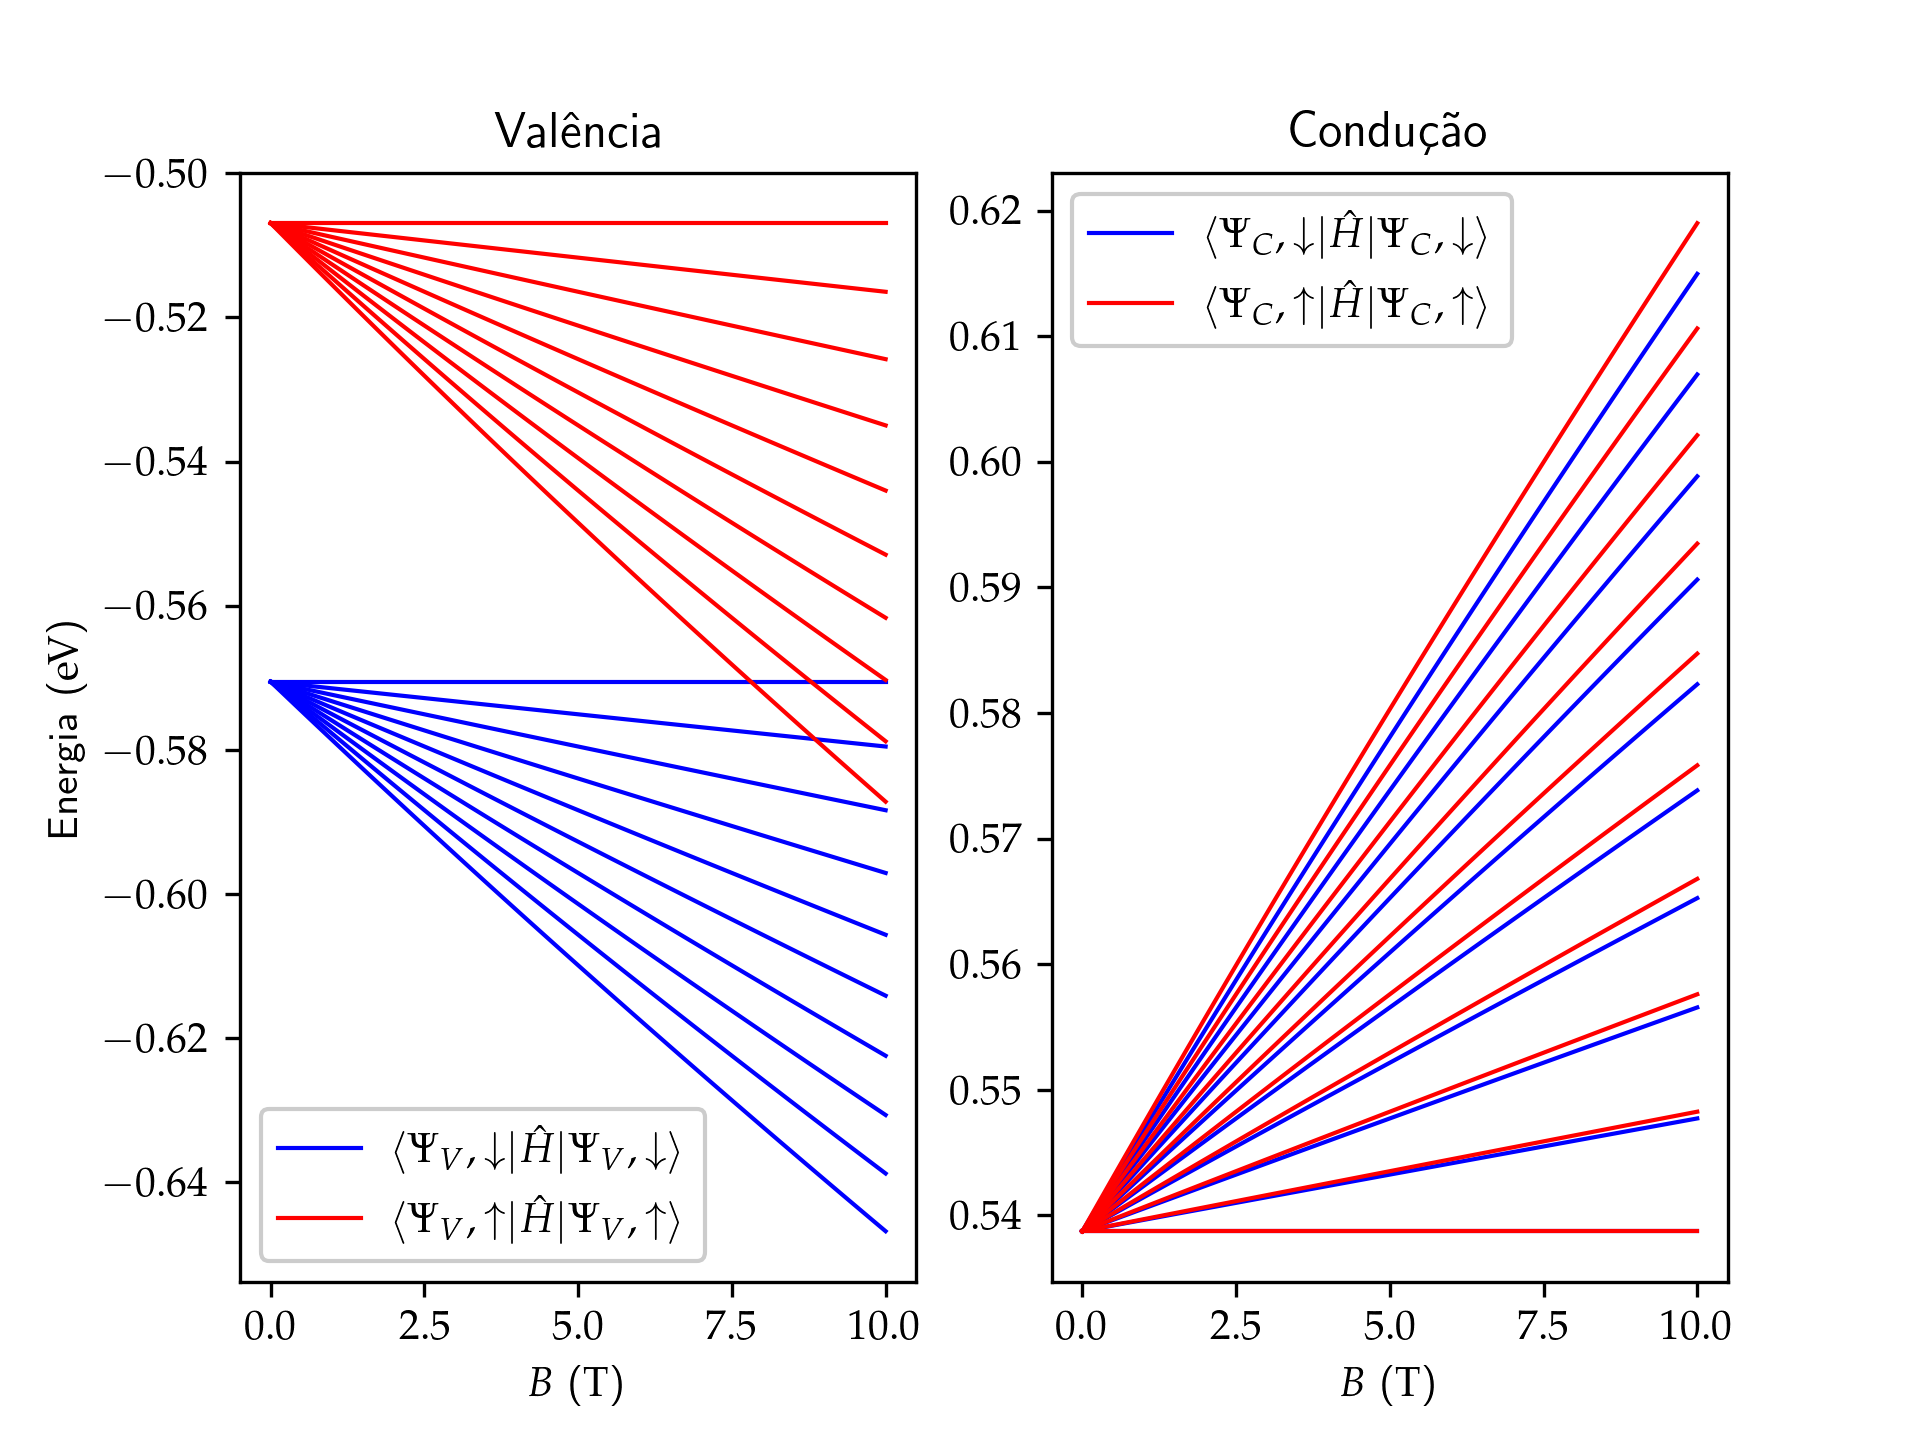 Valência
−0.50
−0.52
−0.54
−0.56
−0.58
−0.60
−0.62
−0.64
Energia (eV)
⟨Ψ_V, ↓|Ĥ|Ψ_V, ↓⟩
⟨Ψ_V, ↑|Ĥ|Ψ_V, ↑⟩
0.0 2.5 5.0 7.5 10.0
B (T)
Condução
0.62
0.61
0.60
0.59
0.58
0.57
0.56
0.55
0.54
⟨Ψ_C, ↓|Ĥ|Ψ_C, ↓⟩
⟨Ψ_C, ↑|Ĥ|Ψ_C, ↑⟩
0.0 2.5 5.0 7.5 10.0
B (T)